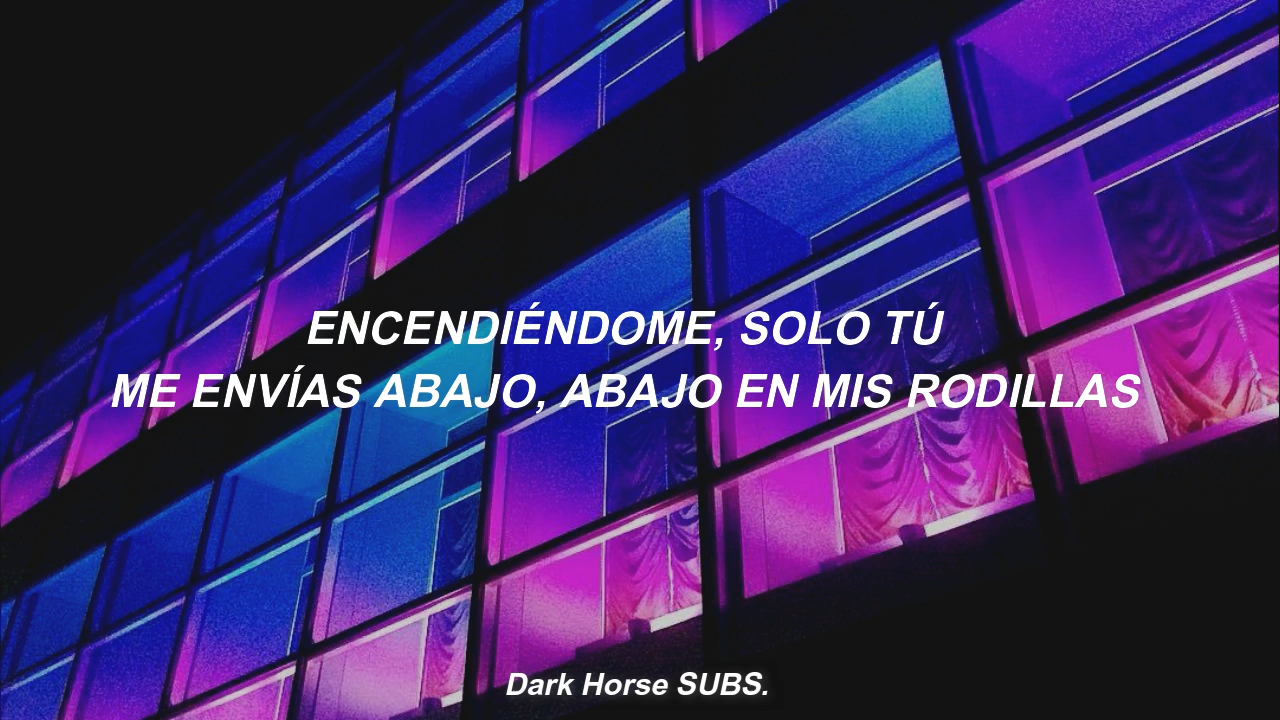 ENCENDIÉNDOME, SOLO TÚ
ME ENVÍAS ABAJO, ABAJO EN MIS RODILLAS
Dark Horse SUBS.